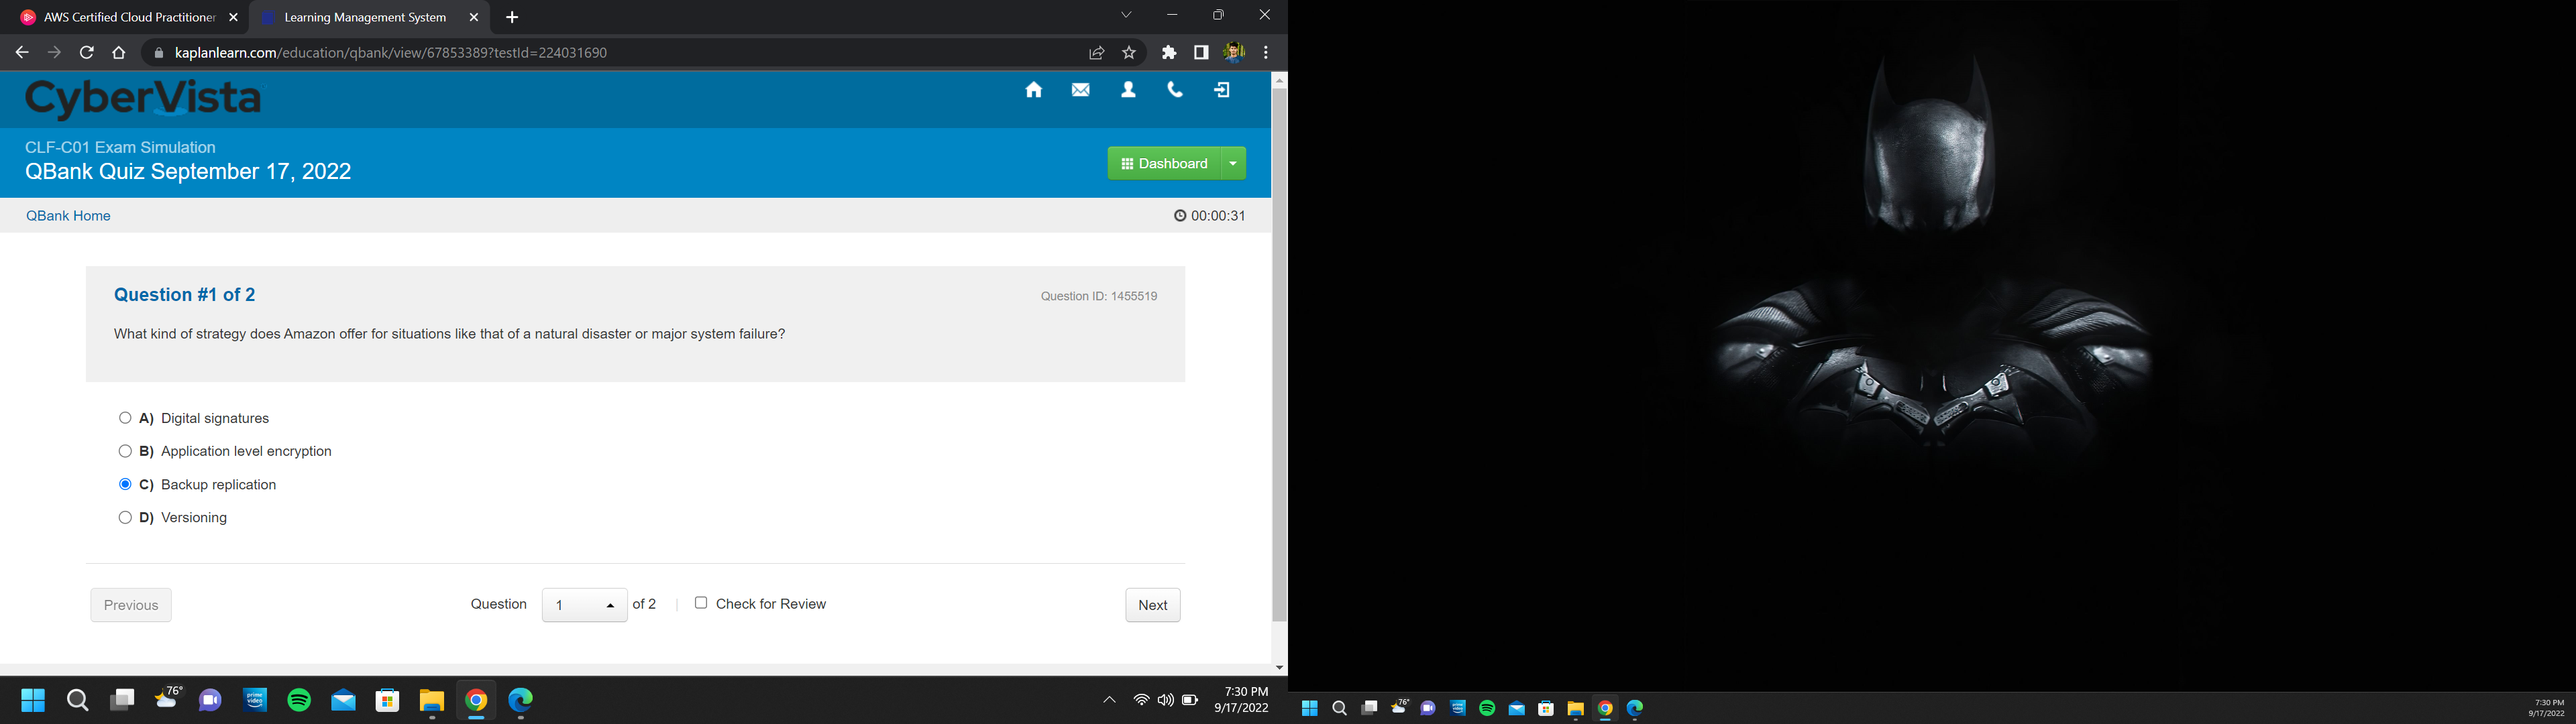 AWS Certified Cloud Practitioner
Learning Management System
kaplanlearn.com/education/qbank/view/67853389?testId=224031690
CyberVista
CLF-C01 Exam Simulation
QBank Quiz September 17, 2022
Dashboard
QBank Home
00:00:31
Question #1 of 2
Question ID: 1455519
What kind of strategy does Amazon offer for situations like that of a natural disaster or major system failure?
A) Digital signatures
B) Application level encryption
C) Backup replication
D) Versioning
Previous
Question 1 of 2
Check for Review
Next
76°
prime video
7:30 PM
9/17/2022
76°
7:30 PM
9/17/2022